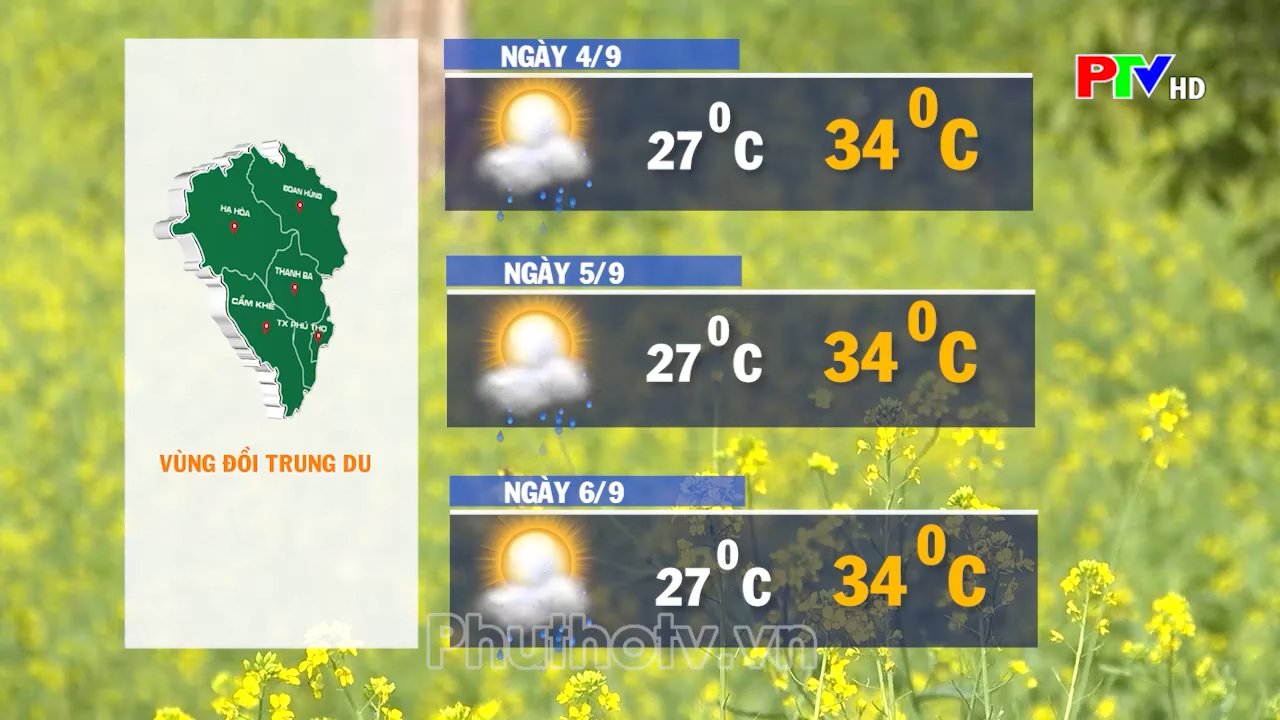 NGÀY 4/9
PTV HD
27⁰C 34⁰C
ĐOAN HÙNG
HẠ HÒA
NGÀY 5/9
THANH BA
CẨM KHÊ
TX PHÚ THỌ
27⁰C 34⁰C
VÙNG ĐỒI TRUNG DU
NGÀY 6/9
27⁰C 34⁰C
Phuthotv.vn